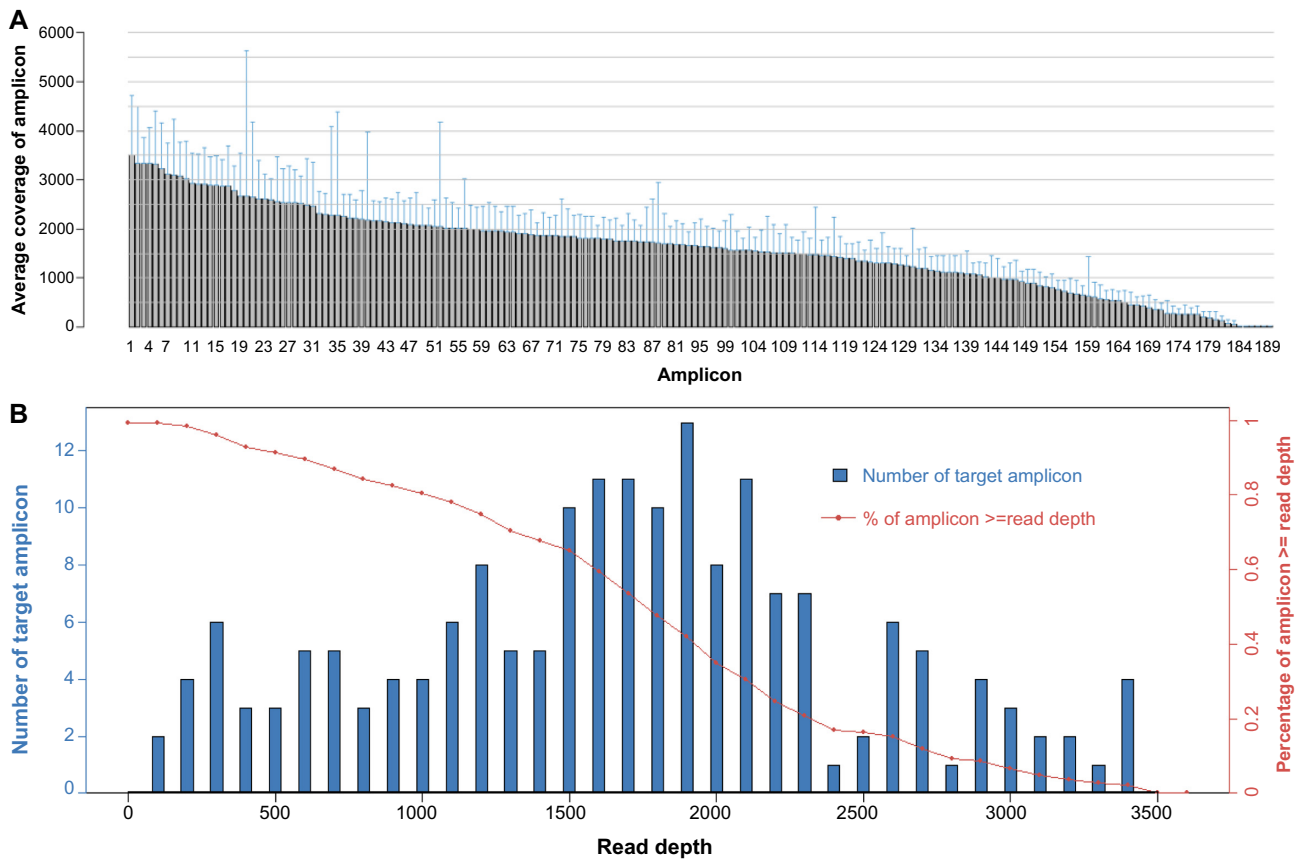 A
Average coverage of amplicon
6000
5000
4000
3000
2000
1000
0
1 4 7 11 15 19 23 27 31 35 39 43 47 51 55 59 63 67 71 75 79 83 87 81 95 99 104 109 114 119 124 129 134 139 144 149 154 159 164 169 174 179 184 189
Amplicon
B
Number of target amplicon
12
10
8
6
4
2
0
Number of target amplicon
% of amplicon >=read depth
1
0.8
0.6
0.4
0.2
0
Percentage of amplicon >= read depth
0 500 1000 1500 2000 2500 3000 3500
Read depth